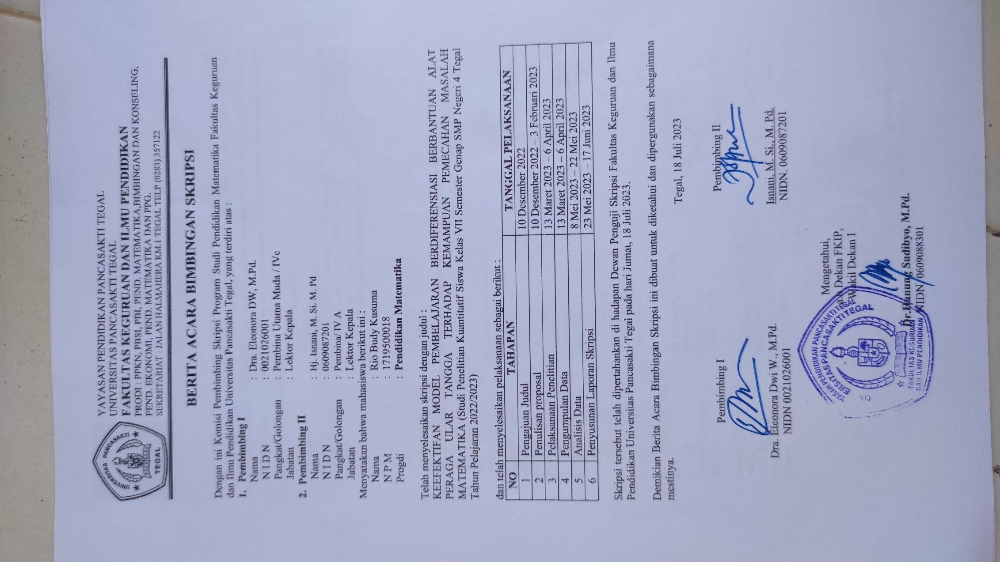 UNIVERSITAS PANCASAKTI
TEGAL
YAYASAN PENDIDIKAN PANCASAKTI TEGAL
UNIVERSITAS PANCASAKTI TEGAL
FAKULTAS KEGURUAN DAN ILMU PENDIDIKAN
PRODI : PPKN, PBSI, PBI, PEND. MATEMATIKA,BIMBINGAN DAN KONSELING,
PEND. EKONOMI, PEND. MATEMATIKA DAN PPG.
SEKRETARIAT : JALAN HALMAHERA KM.1 TEGAL TELP (0283) 357122
BERITA ACARA BIMBINGAN SKRIPSI
Dengan ini Komisi Pembimbing Skripsi Program Studi Pendidikan Matematika Fakultas Keguruan
dan Ilmu Pendidikan Universitas Pancasakti Tegal, yang terdiri atas :
1. Pembimbing I
Nama : Dra. Eleonora DW, M.Pd.
N I D N : 0021026001
Pangkat/Golongan : Pembina Utama Muda / IVc
Jabatan : Lektor Kepala
2. Pembimbing II
Nama : Hj. Isnani, M. Si. M. Pd
N I D N : 0609087201
Pangkat/Golongan : Pembina/ IV A
Jabatan : Lektor Kepala
Menyatakan bahwa mahasiswa berikut ini :
Nama : Rio Budy Kusuma
N P M : 1719500018
Progdi : Pendidikan Matematika
Telah menyelesaikan skripsi dengan judul :
KEEFEKTIFAN MODEL PEMBELAJARAN BERDIFERENSIASI BERBANTUAN ALAT
PERAGA ULAR TANGGA TERHADAP KEMAMPUAN PEMECAHAN MASALAH
MATEMATIKA (Studi Penelitian Kuantitatif Siswa Kelas VII Semester Genap SMP Negeri 4 Tegal
Tahun Pelajaran 2022/2023)
dan telah menyelesaikan pelaksanaan sebagai berikut :
NO TAHAPAN TANGGAL PELAKSANAAN
1 Pengajuan Judul 10 Desember 2022
2 Penulisan proposal 10 Desember 2022 – 3 Februari 2023
3 Pelaksanaan Penelitian 13 Maret 2023 – 6 April 2023
4 Pengumpulan Data 13 Maret 2023 – 6 April 2023
5 Analisis Data 8 Mei 2023 – 22 Mei 2023
6 Penyusunan Laporan Skripsi 23 Mei 2023 – 17 Juni 2023
Skripsi tersebut telah dipertahankan di hadapan Dewan Penguji Skripsi Fakultas Keguruan dan Ilmu
Pendidikan Universitas Pancasakti Tegal pada hari Jumat, 18 Juli 2023.
Demikian Berita Acara Bimbingan Skripsi ini dibuat untuk diketahui dan dipergunakan sebagaimana
mestinya.
Tegal, 18 Juli 2023
Pembimbing I Pembimbing II
Dra. Eleonora Dwi W., M.Pd. Isnani, M. Si., M. Pd.
NIDN 0021026001 NIDN. 0609087201
Mengetahui,
Dekan FKIP,
Wakil Dekan I
YASAN PENDIDIKAN PANCASAKTI TEGAL
ERSITAS PANCASAKTI TEGAL
FAKULTAS KEGURUAN
DAN ILMU PENDIDIKAN
Dr.Hanung Sudibyo, M.Pd.
NIDN 0609088301